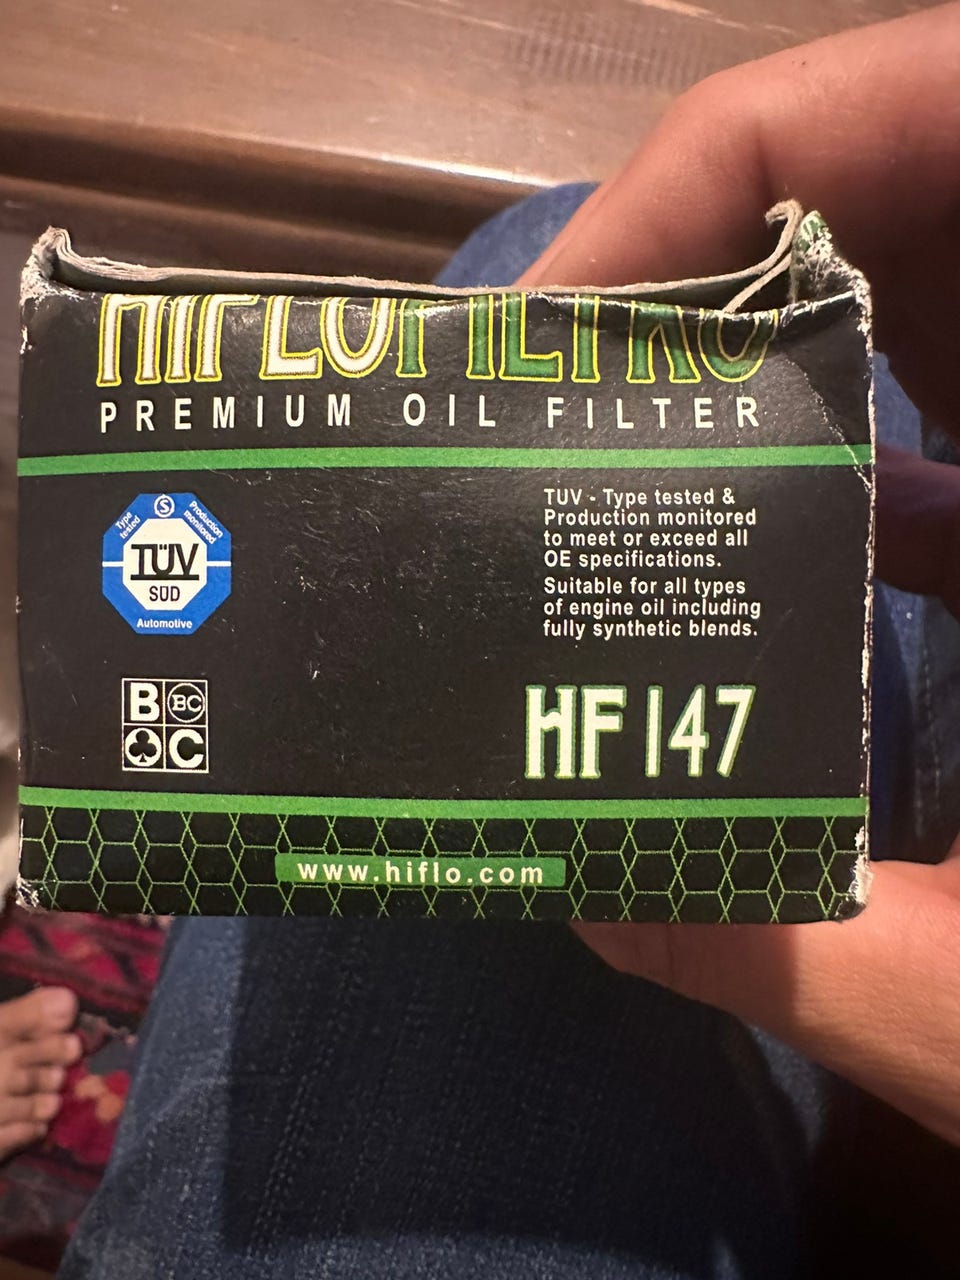 HIFLOFILTRO
PREMIUM OIL FILTER
Type tested
S
Production monitored
TÜV
SÜD
Automotive
TUV - Type tested &
Production monitored
to meet or exceed all
OE specifications.
Suitable for all types
of engine oil including
fully synthetic blends.
B BC
C
HF147
www.hiflo.com